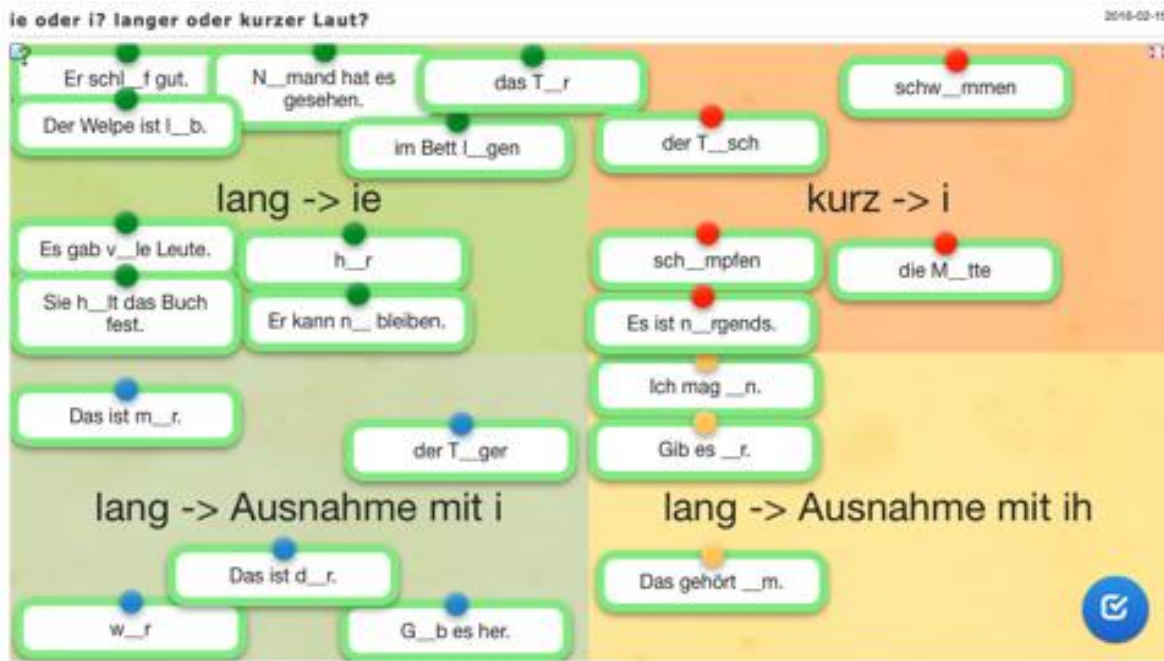 ie oder i? langer oder kurzer Laut?
?
Er schl__f gut.
N__mand hat es
gesehen.
das T__r
schw__mmen
Der Welpe ist l__b.
im Bett l__gen
der T__sch
lang -> ie
kurz -> i
Es gab v__le Leute.
h__r
sch__mpfen
die M__tte
Sie h__lt das Buch
fest.
Er kann n__ bleiben.
Es ist n__rgends.
Ich mag __n.
Das ist m__r.
der T__ger
Gib es __r.
lang -> Ausnahme mit i
lang -> Ausnahme mit ih
Das ist d__r.
Das gehört __m.
w__r
G__b es her.